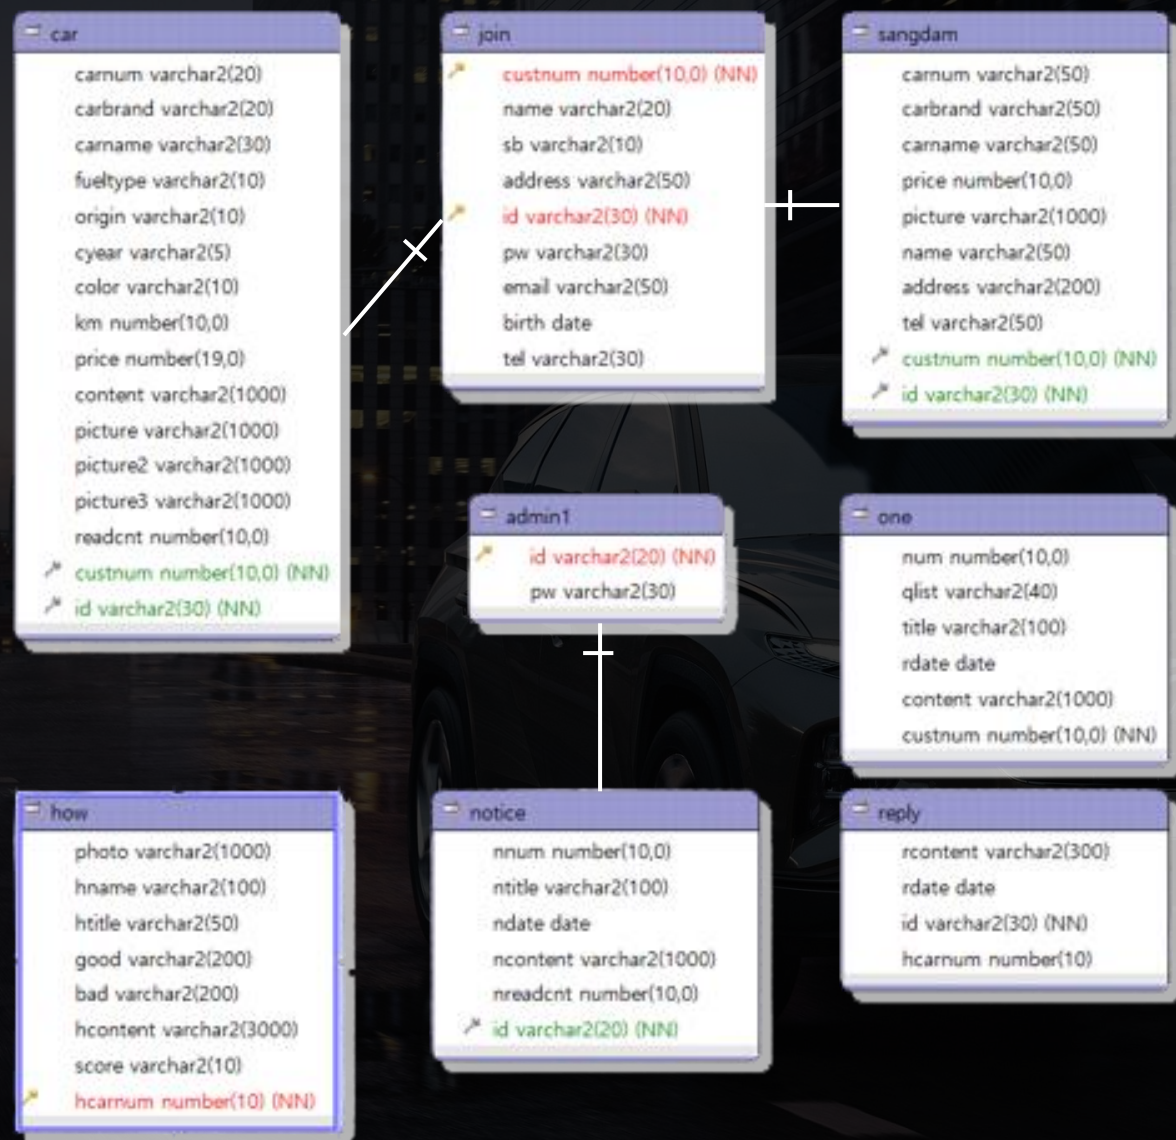 car
carnum varchar2(20)
carbrand varchar2(20)
carname varchar2(30)
fueltype varchar2(10)
origin varchar2(10)
cyear varchar2(5)
color varchar2(10)
km number(10,0)
price number(19,0)
content varchar2(1000)
picture varchar2(1000)
picture2 varchar2(1000)
picture3 varchar2(1000)
readcnt number(10,0)
custnum number(10,0) (NN)
id varchar2(30) (NN)
join
custnum number(10,0) (NN)
name varchar2(20)
sb varchar2(10)
address varchar2(50)
id varchar2(30) (NN)
pw varchar2(30)
email varchar2(50)
birth date
tel varchar2(30)
sangdam
carnum varchar2(50)
carbrand varchar2(50)
carname varchar2(50)
price number(10,0)
picture varchar2(1000)
name varchar2(50)
address varchar2(200)
tel varchar2(50)
custnum number(10,0) (NN)
id varchar2(30) (NN)
admin1
id varchar2(20) (NN)
pw varchar2(30)
one
num number(10,0)
qlist varchar2(40)
title varchar2(100)
rdate date
content varchar2(1000)
custnum number(10,0) (NN)
how
photo varchar2(1000)
hname varchar2(100)
htitle varchar2(50)
good varchar2(200)
bad varchar2(200)
hcontent varchar2(3000)
score varchar2(10)
hcarnum number(10) (NN)
notice
nnum number(10,0)
ntitle varchar2(100)
ndate date
ncontent varchar2(1000)
nreadcnt number(10,0)
id varchar2(20) (NN)
reply
rcontent varchar2(300)
rdate date
id varchar2(30) (NN)
hcarnum number(10)